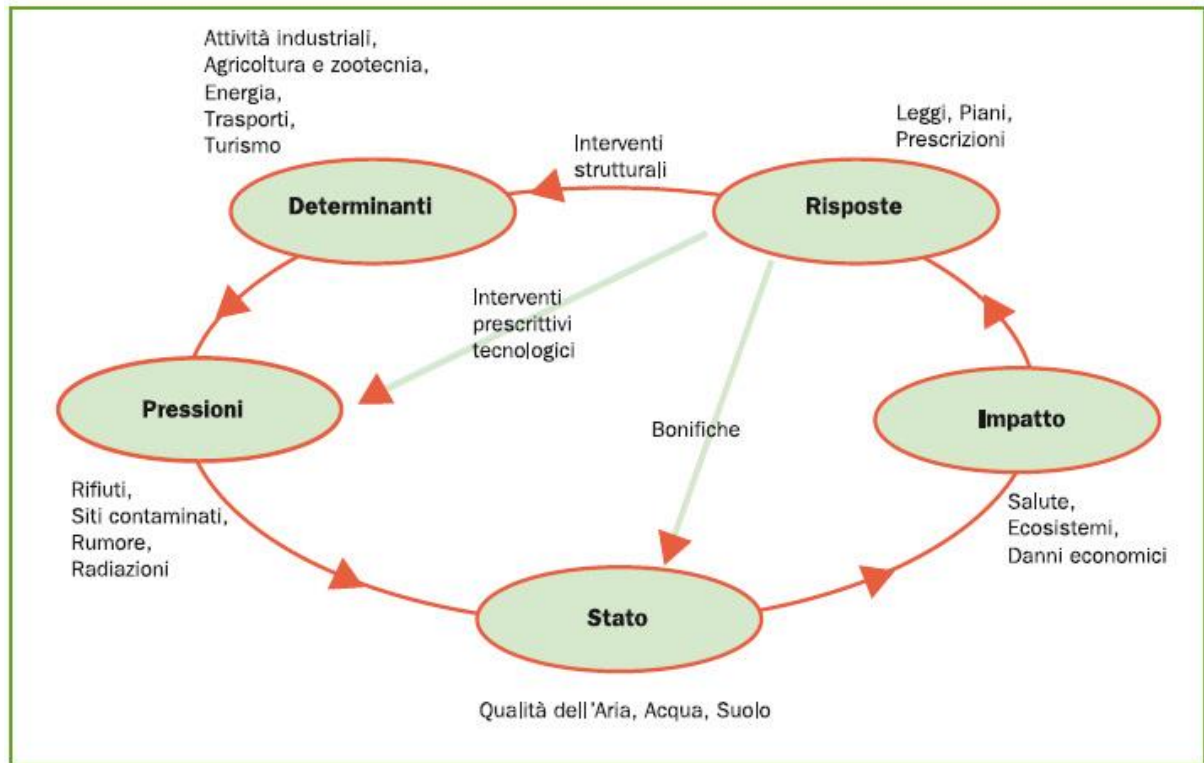 Attività industriali,
Agricoltura e zootecnia,
Energia,
Trasporti,
Turismo
Leggi, Piani,
Prescrizioni
Interventi
strutturali
Determinanti
Risposte
Interventi
prescrittivi
tecnologici
Pressioni
Impatto
Bonifiche
Rifiuti,
Siti contaminati,
Rumore,
Radiazioni
Salute,
Ecosistemi,
Danni economici
Stato
Qualità dell'Aria, Acqua, Suolo